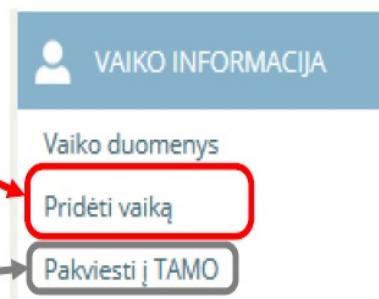 VAIKO INFORMACIJA
Vaiko duomenys
Pridėti vaiką
Pakviesti į TAMO